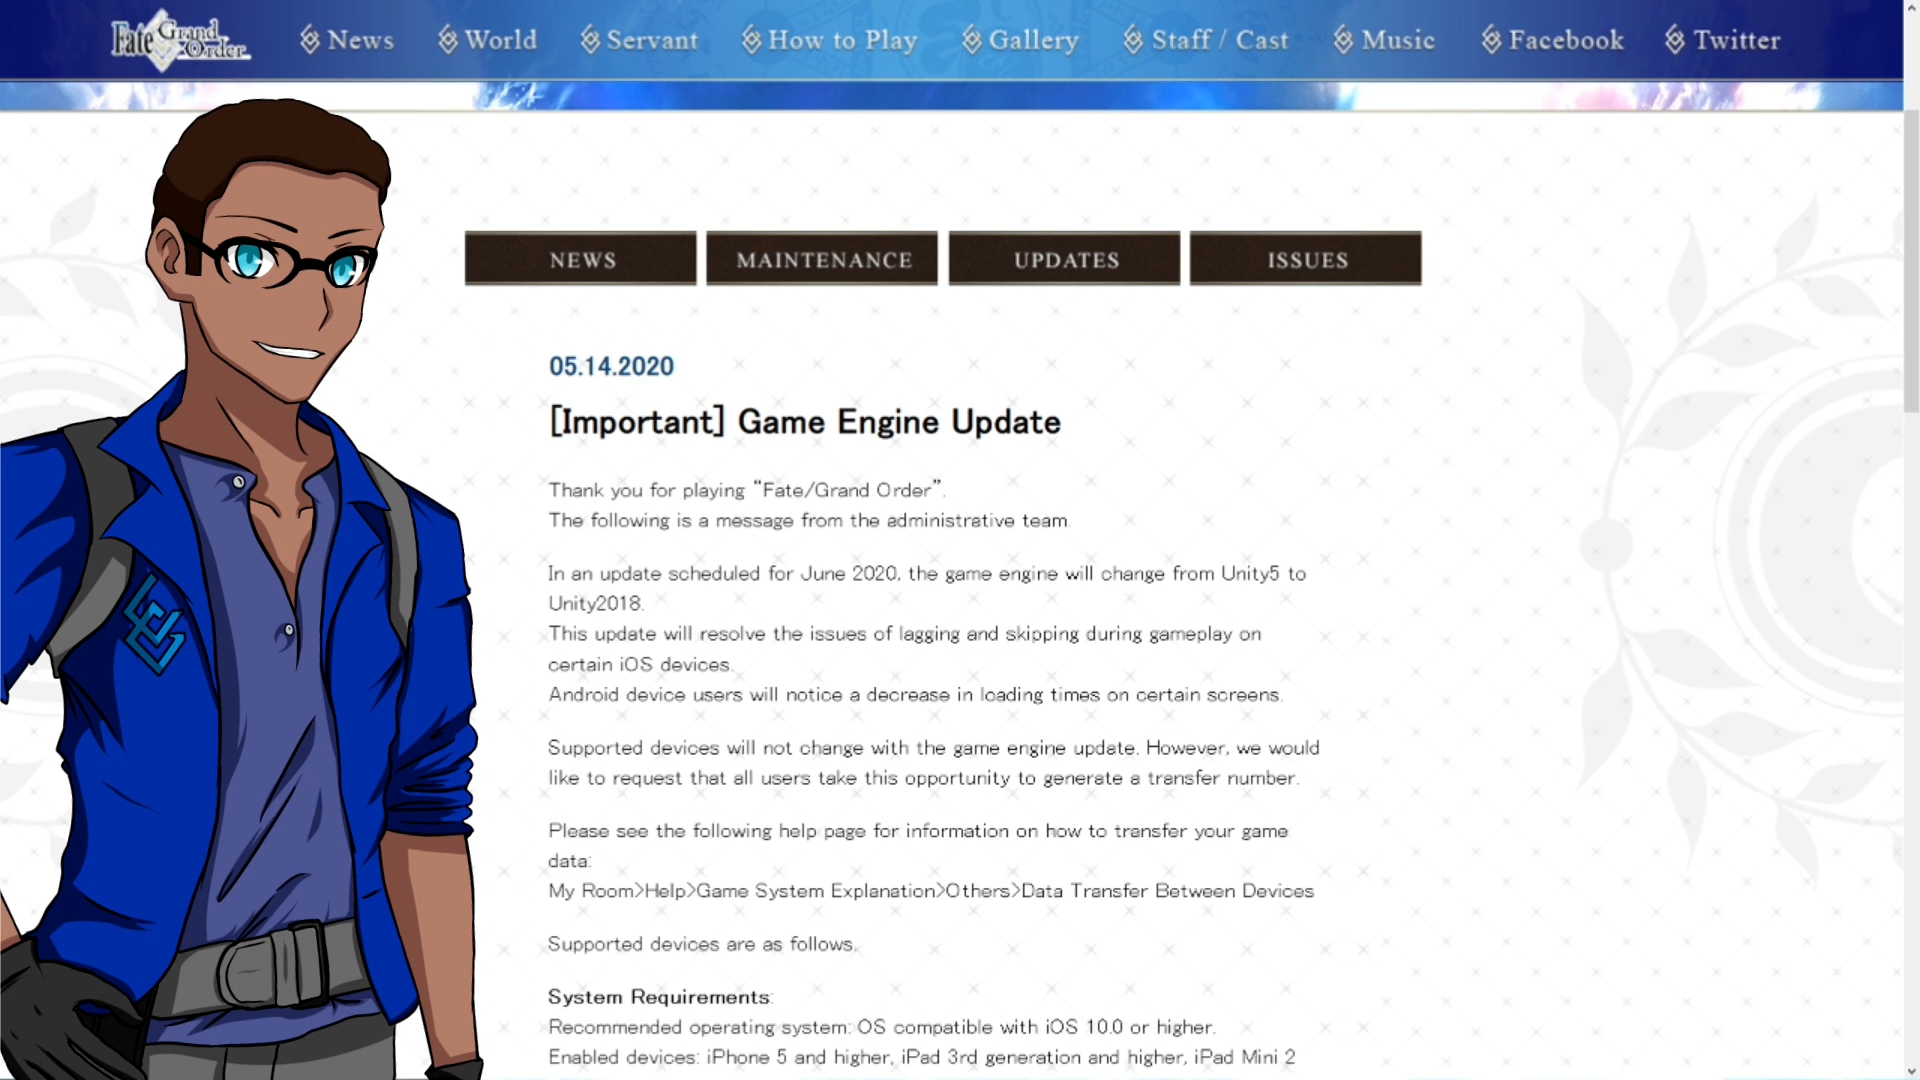 Fate Grand Order
News
World
Servant
How to Play
Gallery
Staff / Cast
Music
Facebook
Twitter
NEWS
MAINTENANCE
UPDATES
ISSUES
05.14.2020
[Important] Game Engine Update
Thank you for playing “Fate/Grand Order”.
The following is a message from the administrative team.
In an update scheduled for June 2020, the game engine will change from Unity5 to
Unity2018.
This update will resolve the issues of lagging and skipping during gameplay on
certain iOS devices.
Android device users will notice a decrease in loading times on certain screens.
Supported devices will not change with the game engine update. However, we would
like to request that all users take this opportunity to generate a transfer number.
Please see the following help page for information on how to transfer your game
data:
My Room>Help>Game System Explanation>Others>Data Transfer Between Devices
Supported devices are as follows.
System Requirements:
Recommended operating system: OS compatible with iOS 10.0 or higher.
Enabled devices: iPhone 5 and higher, iPad 3rd generation and higher, iPad Mini 2